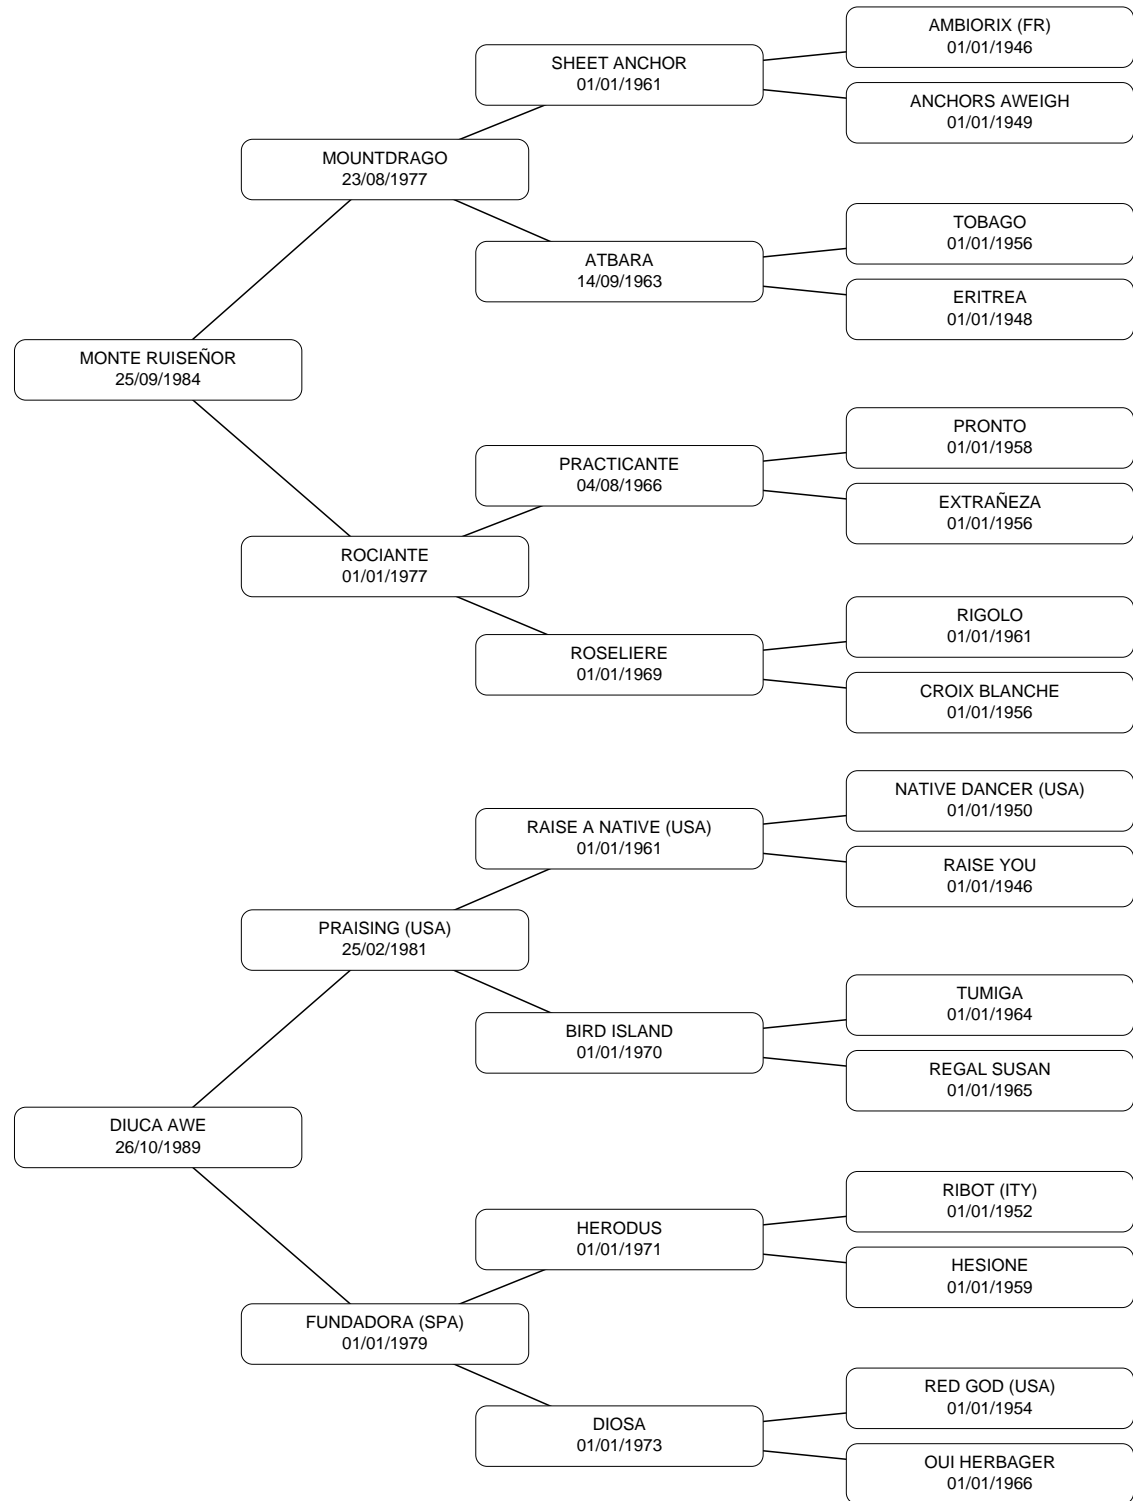 AMBIORIX (FR)
01/01/1946
SHEET ANCHOR
01/01/1961
ANCHORS AWEIGH
01/01/1949
MOUNTDRAGO
23/08/1977
TOBAGO
01/01/1956
ATBARA
14/09/1963
ERITREA
01/01/1948
MONTE RUISEÑOR
25/09/1984
PRONTO
01/01/1958
PRACTICANTE
04/08/1966
EXTRAÑEZA
01/01/1956
ROCIANTE
01/01/1977
RIGOLO
01/01/1961
ROSELIERE
01/01/1969
CROIX BLANCHE
01/01/1956
NATIVE DANCER (USA)
01/01/1950
RAISE A NATIVE (USA)
01/01/1961
RAISE YOU
01/01/1946
PRAISING (USA)
25/02/1981
TUMIGA
01/01/1964
BIRD ISLAND
01/01/1970
REGAL SUSAN
01/01/1965
DIUCA AWE
26/10/1989
RIBOT (ITY)
01/01/1952
HERODUS
01/01/1971
HESIONE
01/01/1959
FUNDADORA (SPA)
01/01/1979
RED GOD (USA)
01/01/1954
DIOSA
01/01/1973
OUI HERBAGER
01/01/1966